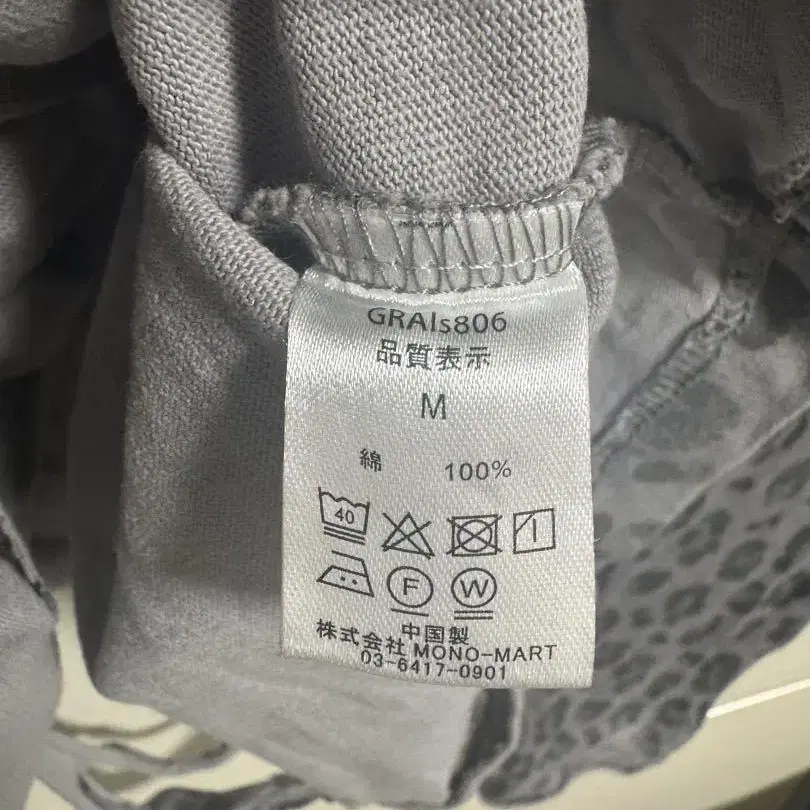 GRAIs806
品質表示
M
綿 100%
40
F W
中国製
株式会社 MONO-MART
03-6417-0901